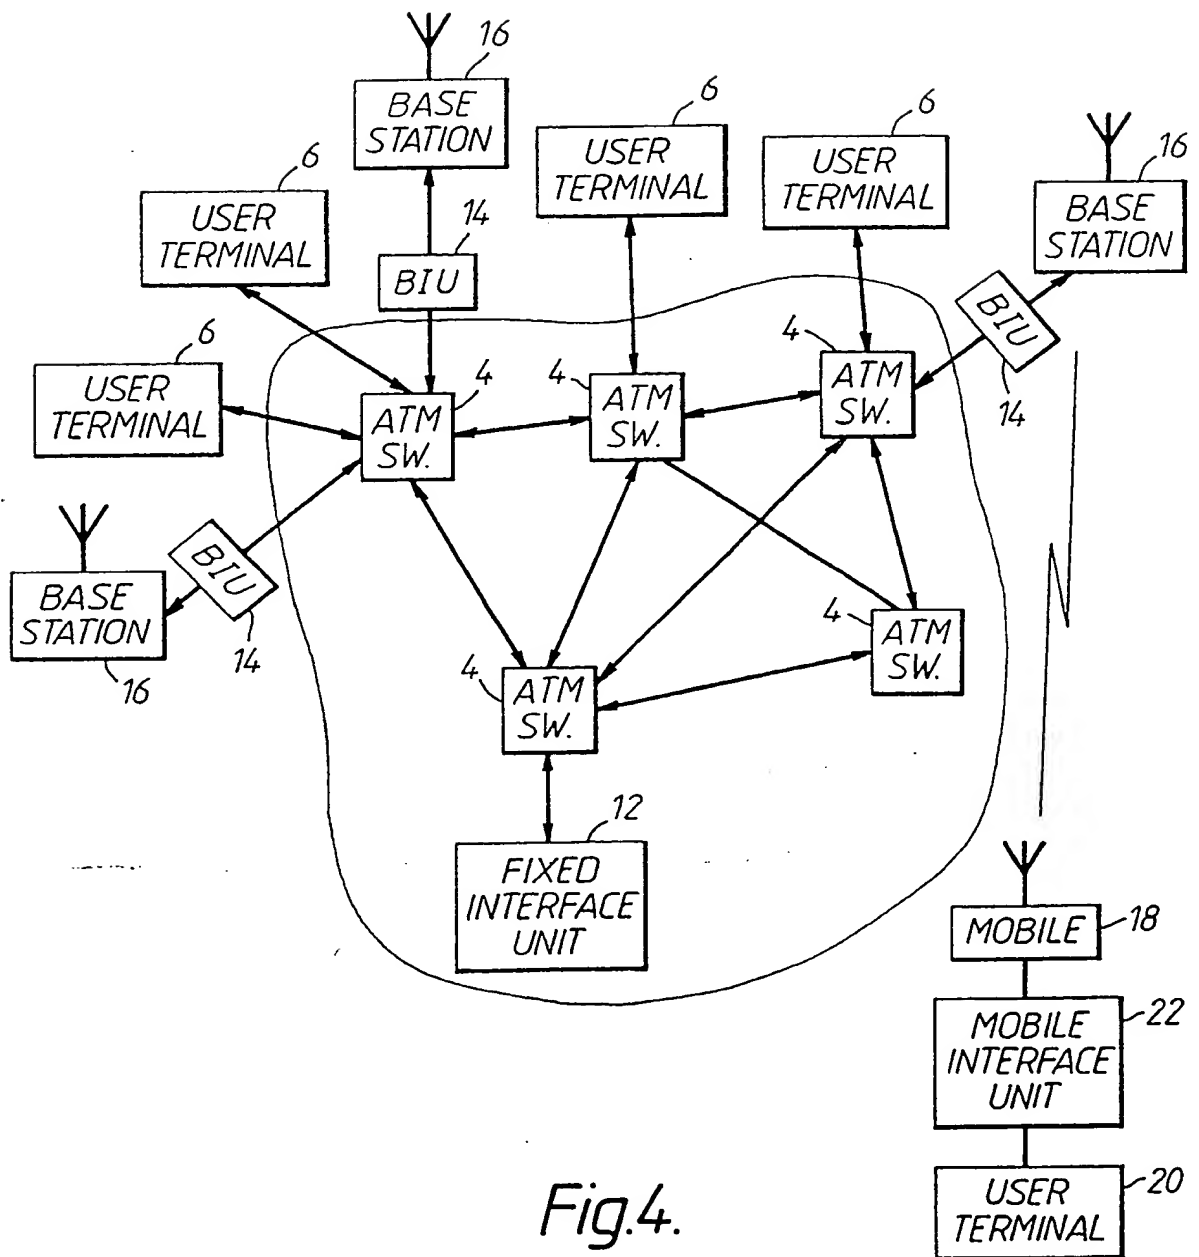 16
BASE
STATION
6
USER
TERMINAL
6
USER
TERMINAL
16
BASE
STATION
6
USER
TERMINAL
14
BIU
BIU
14
6
USER
TERMINAL
4
ATM
SW.
4
ATM
SW.
4
ATM
SW.
BIU
14
BASE
STATION
16
4
ATM
SW.
4
ATM
SW.
12
FIXED
INTERFACE
UNIT
MOBILE
18
MOBILE
INTERFACE
UNIT
22
USER
TERMINAL
20
Fig.4.